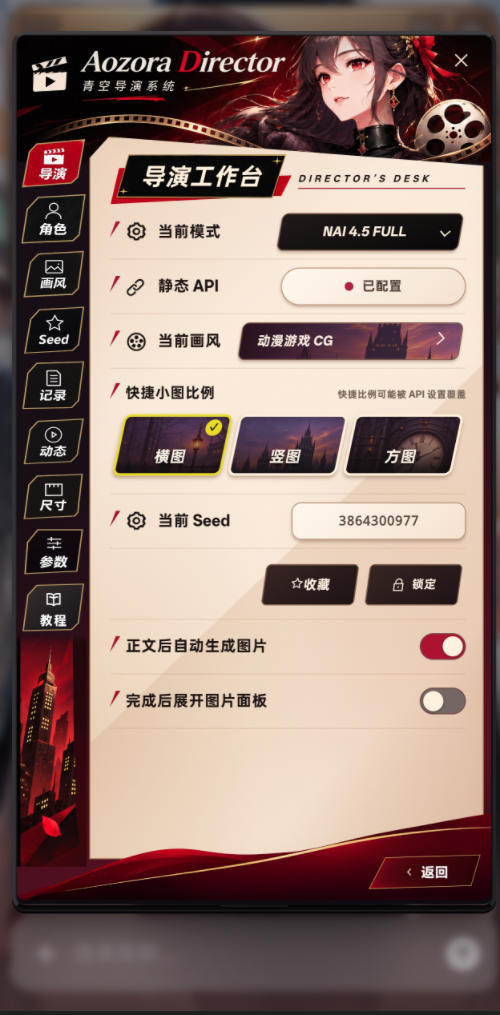 Aozora Director
青空导演系统
导演
角色
画风
Seed
记录
动态
尺寸
参数
教程
导演工作台 DIRECTOR'S DESK
当前模式 NAI 4.5 FULL
静态 API 已配置
当前画风 动漫游戏 CG
快捷小图比例 快捷比例可能被 API 设置覆盖
横图 竖图 方图
当前 Seed 3864300977
收藏 锁定
正文后自动生成图片
完成后展开图片面板
返回